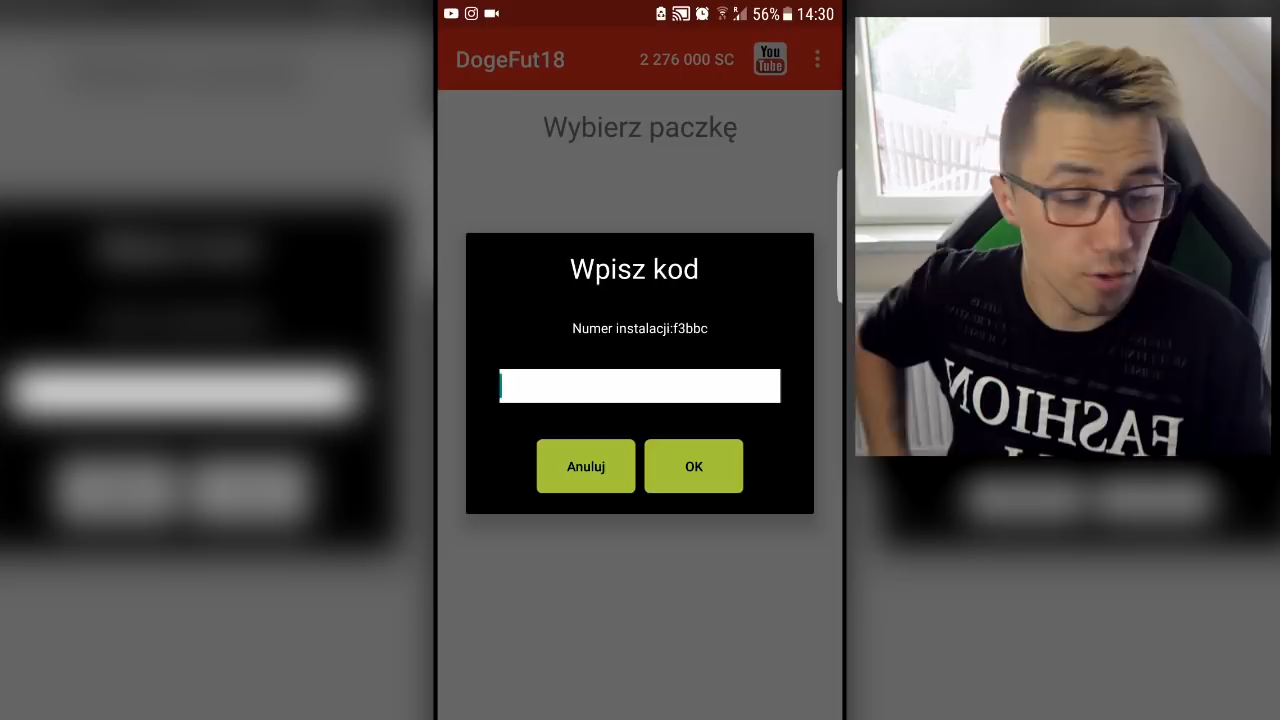 56% 14:30
DogeFut18 2 276 000 SC You Tube
Wybierz paczkę
Wpisz kod
Numer instalacji:f3bbc
Anuluj OK
FASHION